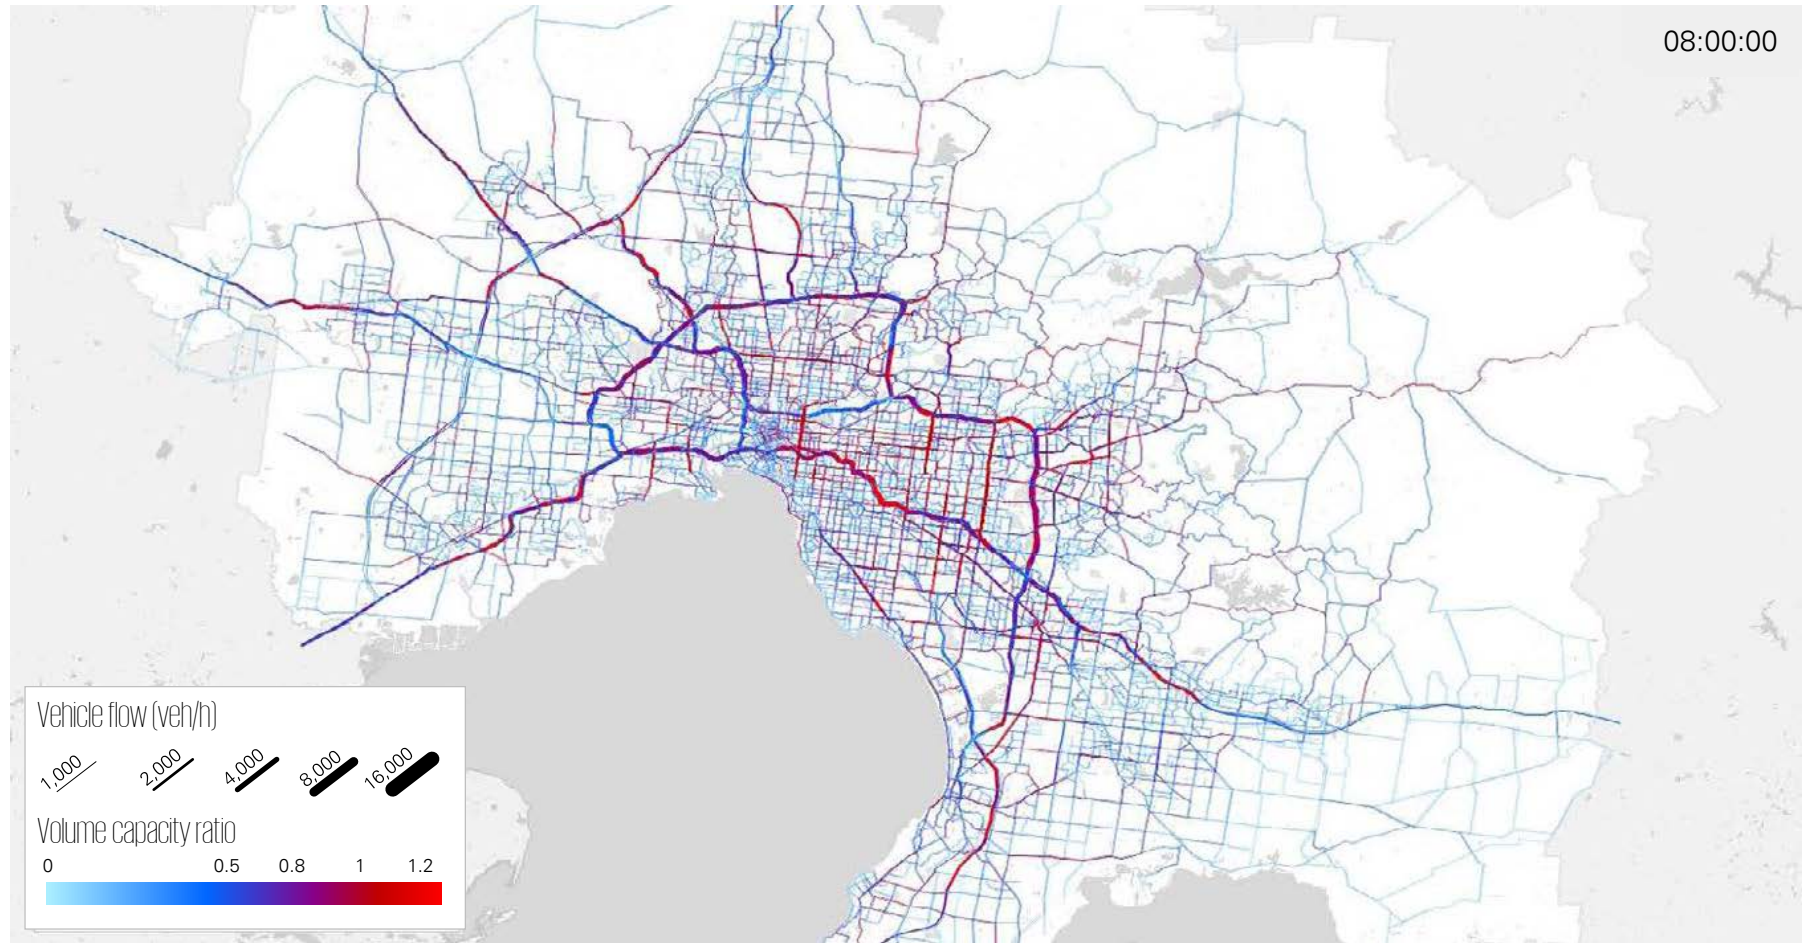 08:00:00
Vehicle flow (veh/h)
1,000 2,000 4,000 8,000 16,000
Volume capacity ratio
0 0.5 0.8 1 1.2